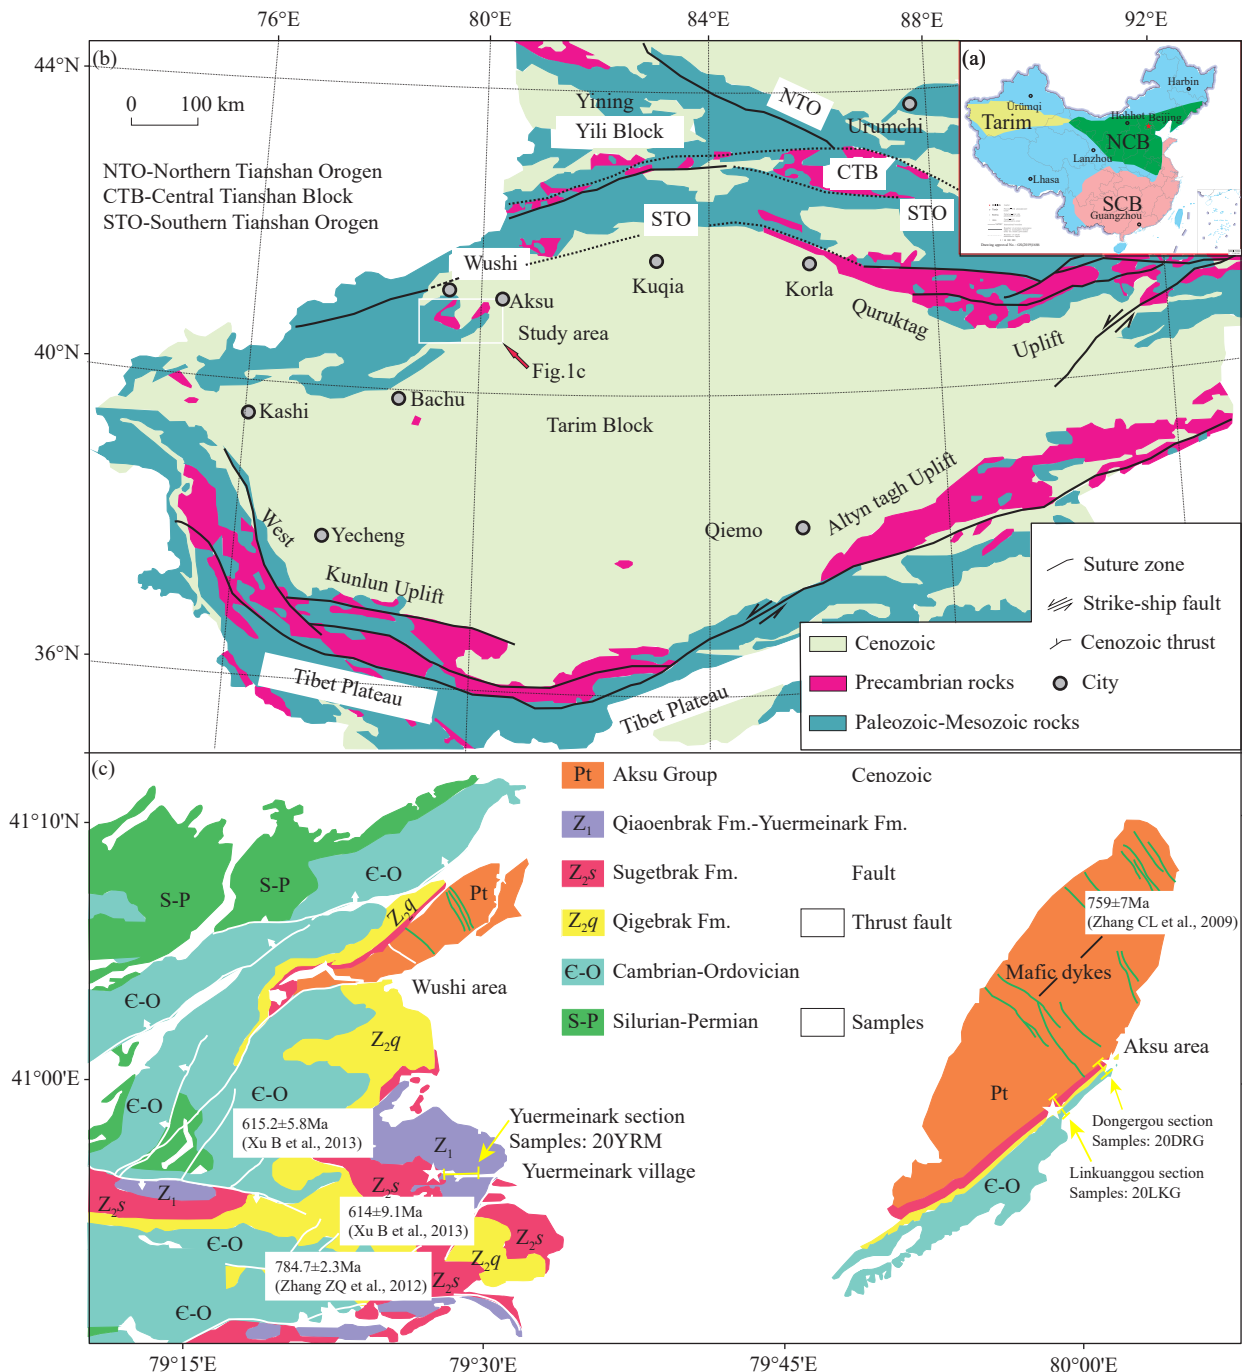 76°E
80°E
84°E
88°E
92°E
44°N
40°N
36°N
(b)
0 100 km
NTO-Northern Tianshan Orogen
CTB-Central Tianshan Block
STO-Southern Tianshan Orogen
Yining
Yili Block
NTO
Urumchi
CTB
STO
STO
Wushi
Aksu
Study area
Fig.1c
Kuqia
Korla
Quruktag
Uplift
Kashi
Bachu
Tarim Block
West
Kunlun Uplift
Yecheng
Qiemo
Altyn tagh Uplift
Tibet Plateau
Tibet Plateau
(a)
Harbin
Ürümqi
Tarim
Hohhot
Beijing
NCB
Lanzhou
Lhasa
SCB
Guangzhou
Suture zone
Strike-ship fault
Cenozoic thrust
City
Cenozoic
Precambrian rocks
Paleozoic-Mesozoic rocks
(c)
41°10'N
41°00'E
79°15'E
79°30'E
79°45'E
80°00'E
Pt Aksu Group
Z₁ Qiaoenbrak Fm.-Yuermeinark Fm.
Z₂s Sugetbrak Fm.
Z₂q Qigebrak Fm.
Є-O Cambrian-Ordovician
S-P Silurian-Permian
Cenozoic
Fault
Thrust fault
Samples
S-P
S-P
Є-O
Z₂q
Pt
Є-O
Wushi area
Z₂q
Є-O
Є-O
615.2±5.8Ma
(Xu B et al., 2013)
Z₁
Yuermeinark section
Samples: 20YRM
Yuermeinark village
Z₂s
Z₁
Z₂s
614±9.1Ma
(Xu B et al., 2013)
Є-O
Z₂s
Z₂q
784.7±2.3Ma
(Zhang ZQ et al., 2012)
Z₂s
Є-O
759±7Ma
(Zhang CL et al., 2009)
Mafic dykes
Aksu area
Pt
Dongergou section
Samples: 20DRG
Linkuanggou section
Samples: 20LKG
Є-O